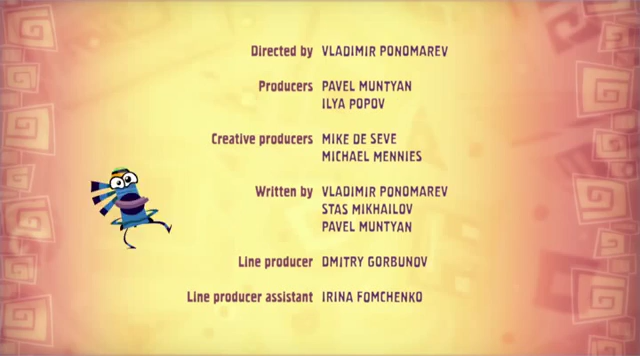 Directed by VLADIMIR PONOMAREV
Producers PAVEL MUNTYAN
ILYA POPOV
Creative producers MIKE DE SEVE
MICHAEL MENNIES
Written by VLADIMIR PONOMAREV
STAS MIKHAILOV
PAVEL MUNTYAN
Line producer DMITRY GORBUNOV
Line producer assistant IRINA FOMCHENKO